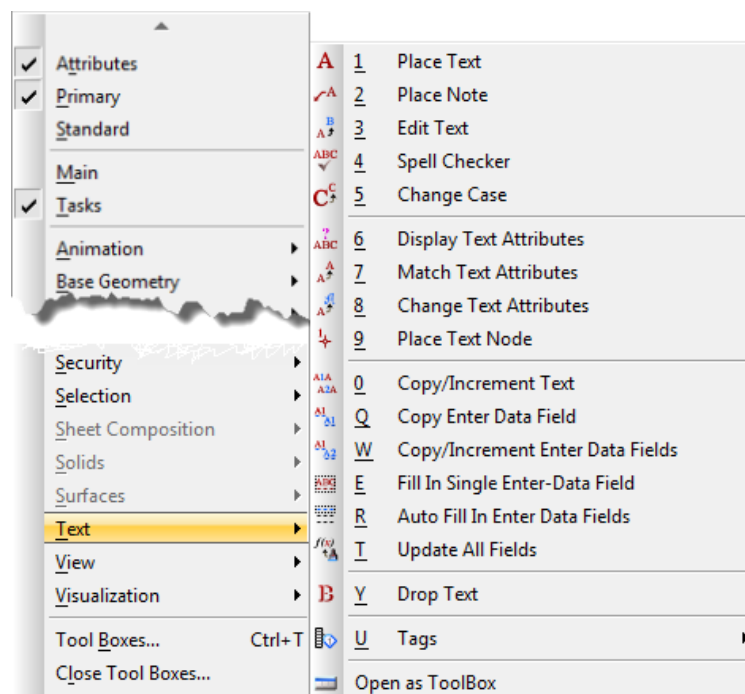 Attributes
Primary
Standard
Main
Tasks
Animation
Base Geometry
Security
Selection
Sheet Composition
Solids
Surfaces
Text
View
Visualization
Tool Boxes... Ctrl+T
Close Tool Boxes...
1 Place Text
2 Place Note
3 Edit Text
4 Spell Checker
5 Change Case
6 Display Text Attributes
7 Match Text Attributes
8 Change Text Attributes
9 Place Text Node
0 Copy/Increment Text
Q Copy Enter Data Field
W Copy/Increment Enter Data Fields
E Fill In Single Enter-Data Field
R Auto Fill In Enter Data Fields
T Update All Fields
Y Drop Text
U Tags
Open as ToolBox